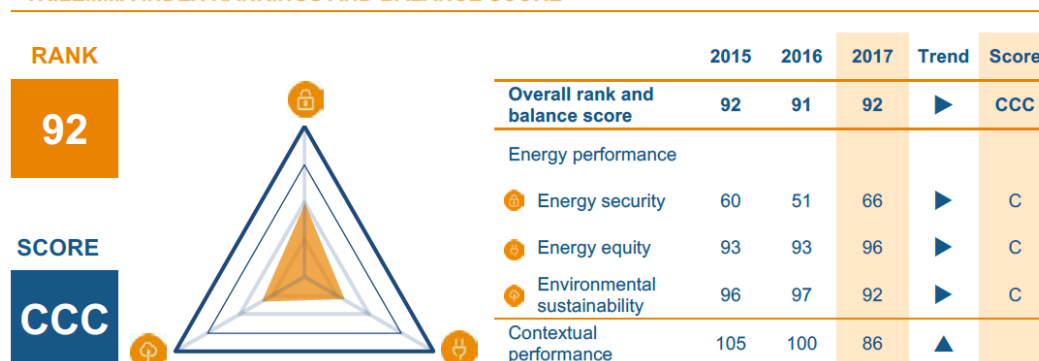 RANK
92
SCORE
CCC
2015 2016 2017 Trend Score
Overall rank and
balance score 92 91 92 CCC
Energy performance
Energy security 60 51 66 C
Energy equity 93 93 96 C
Environmental
sustainability 96 97 92 C
Contextual
performance 105 100 86